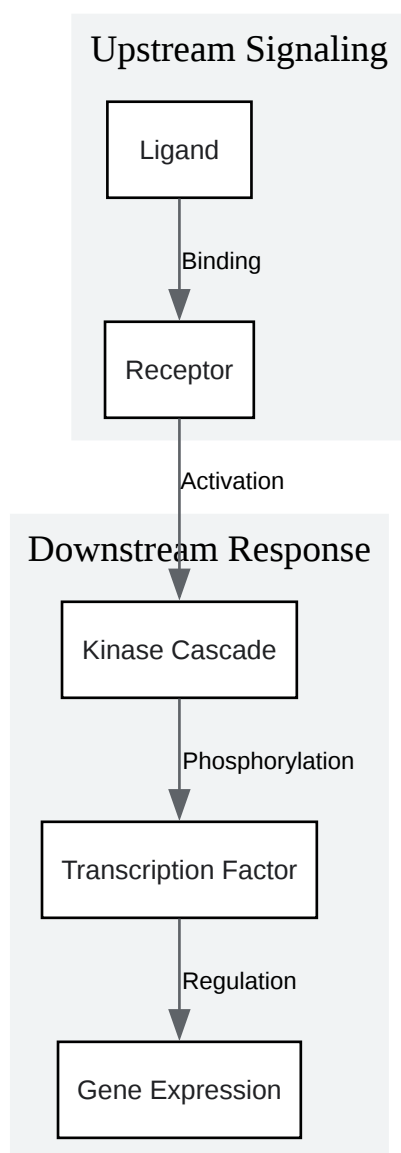 Upstream Signaling
Ligand
Binding
Receptor
Activation
Downstream Response
Kinase Cascade
Phosphorylation
Transcription Factor
Regulation
Gene Expression